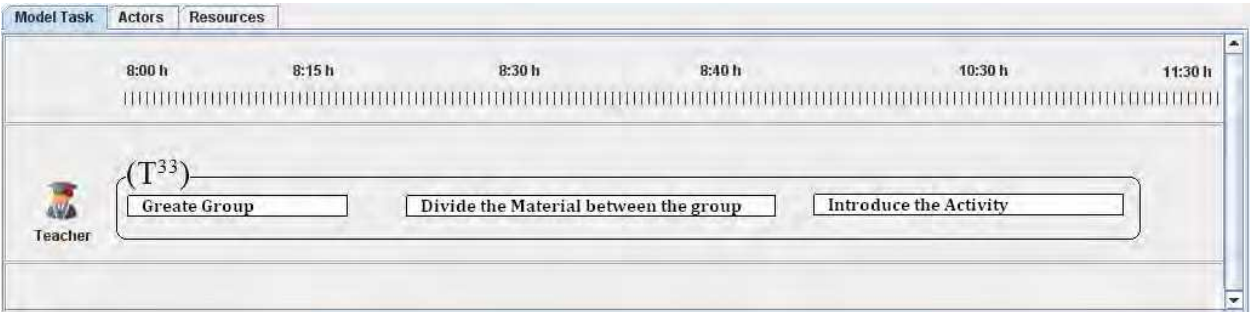 Model Task Actors Resources
8:00 h 8:15 h 8:30 h 8:40 h 10:30 h 11:30 h
(T³³)
Greate Group Divide the Material between the group Introduce the Activity
Teacher